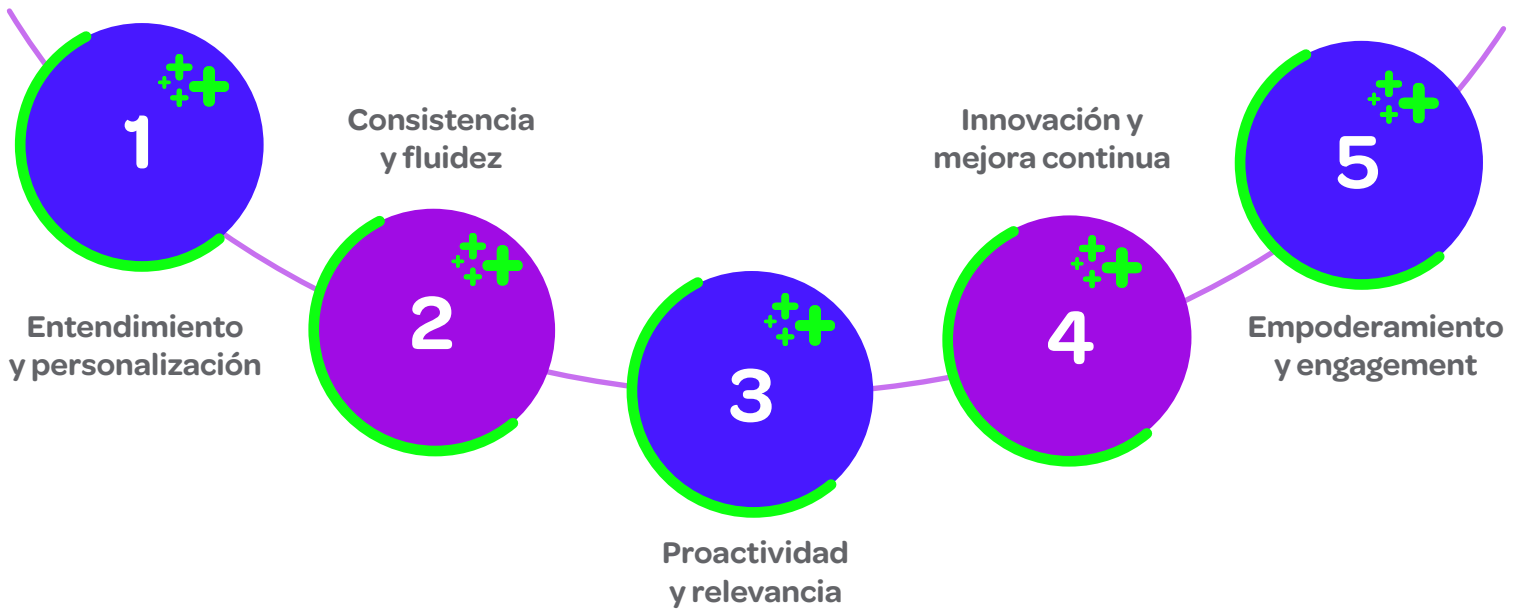 1
Entendimiento
y personalización
Consistencia
y fluidez
2
3
Proactividad
y relevancia
Innovación y
mejora continua
4
5
Empoderamiento
y engagement